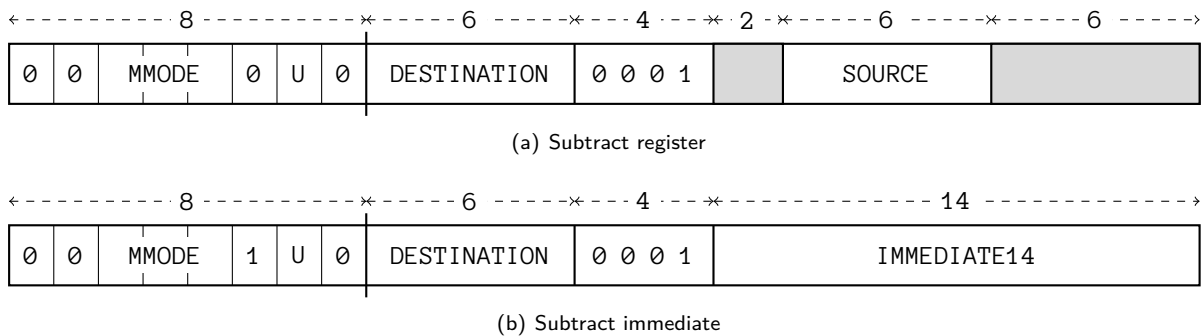 8 6 4 2 6 6
0 0 MMODE 0 U 0 DESTINATION 0 0 0 1 SOURCE
(a) Subtract register
8 6 4 14
0 0 MMODE 1 U 0 DESTINATION 0 0 0 1 IMMEDIATE14
(b) Subtract immediate